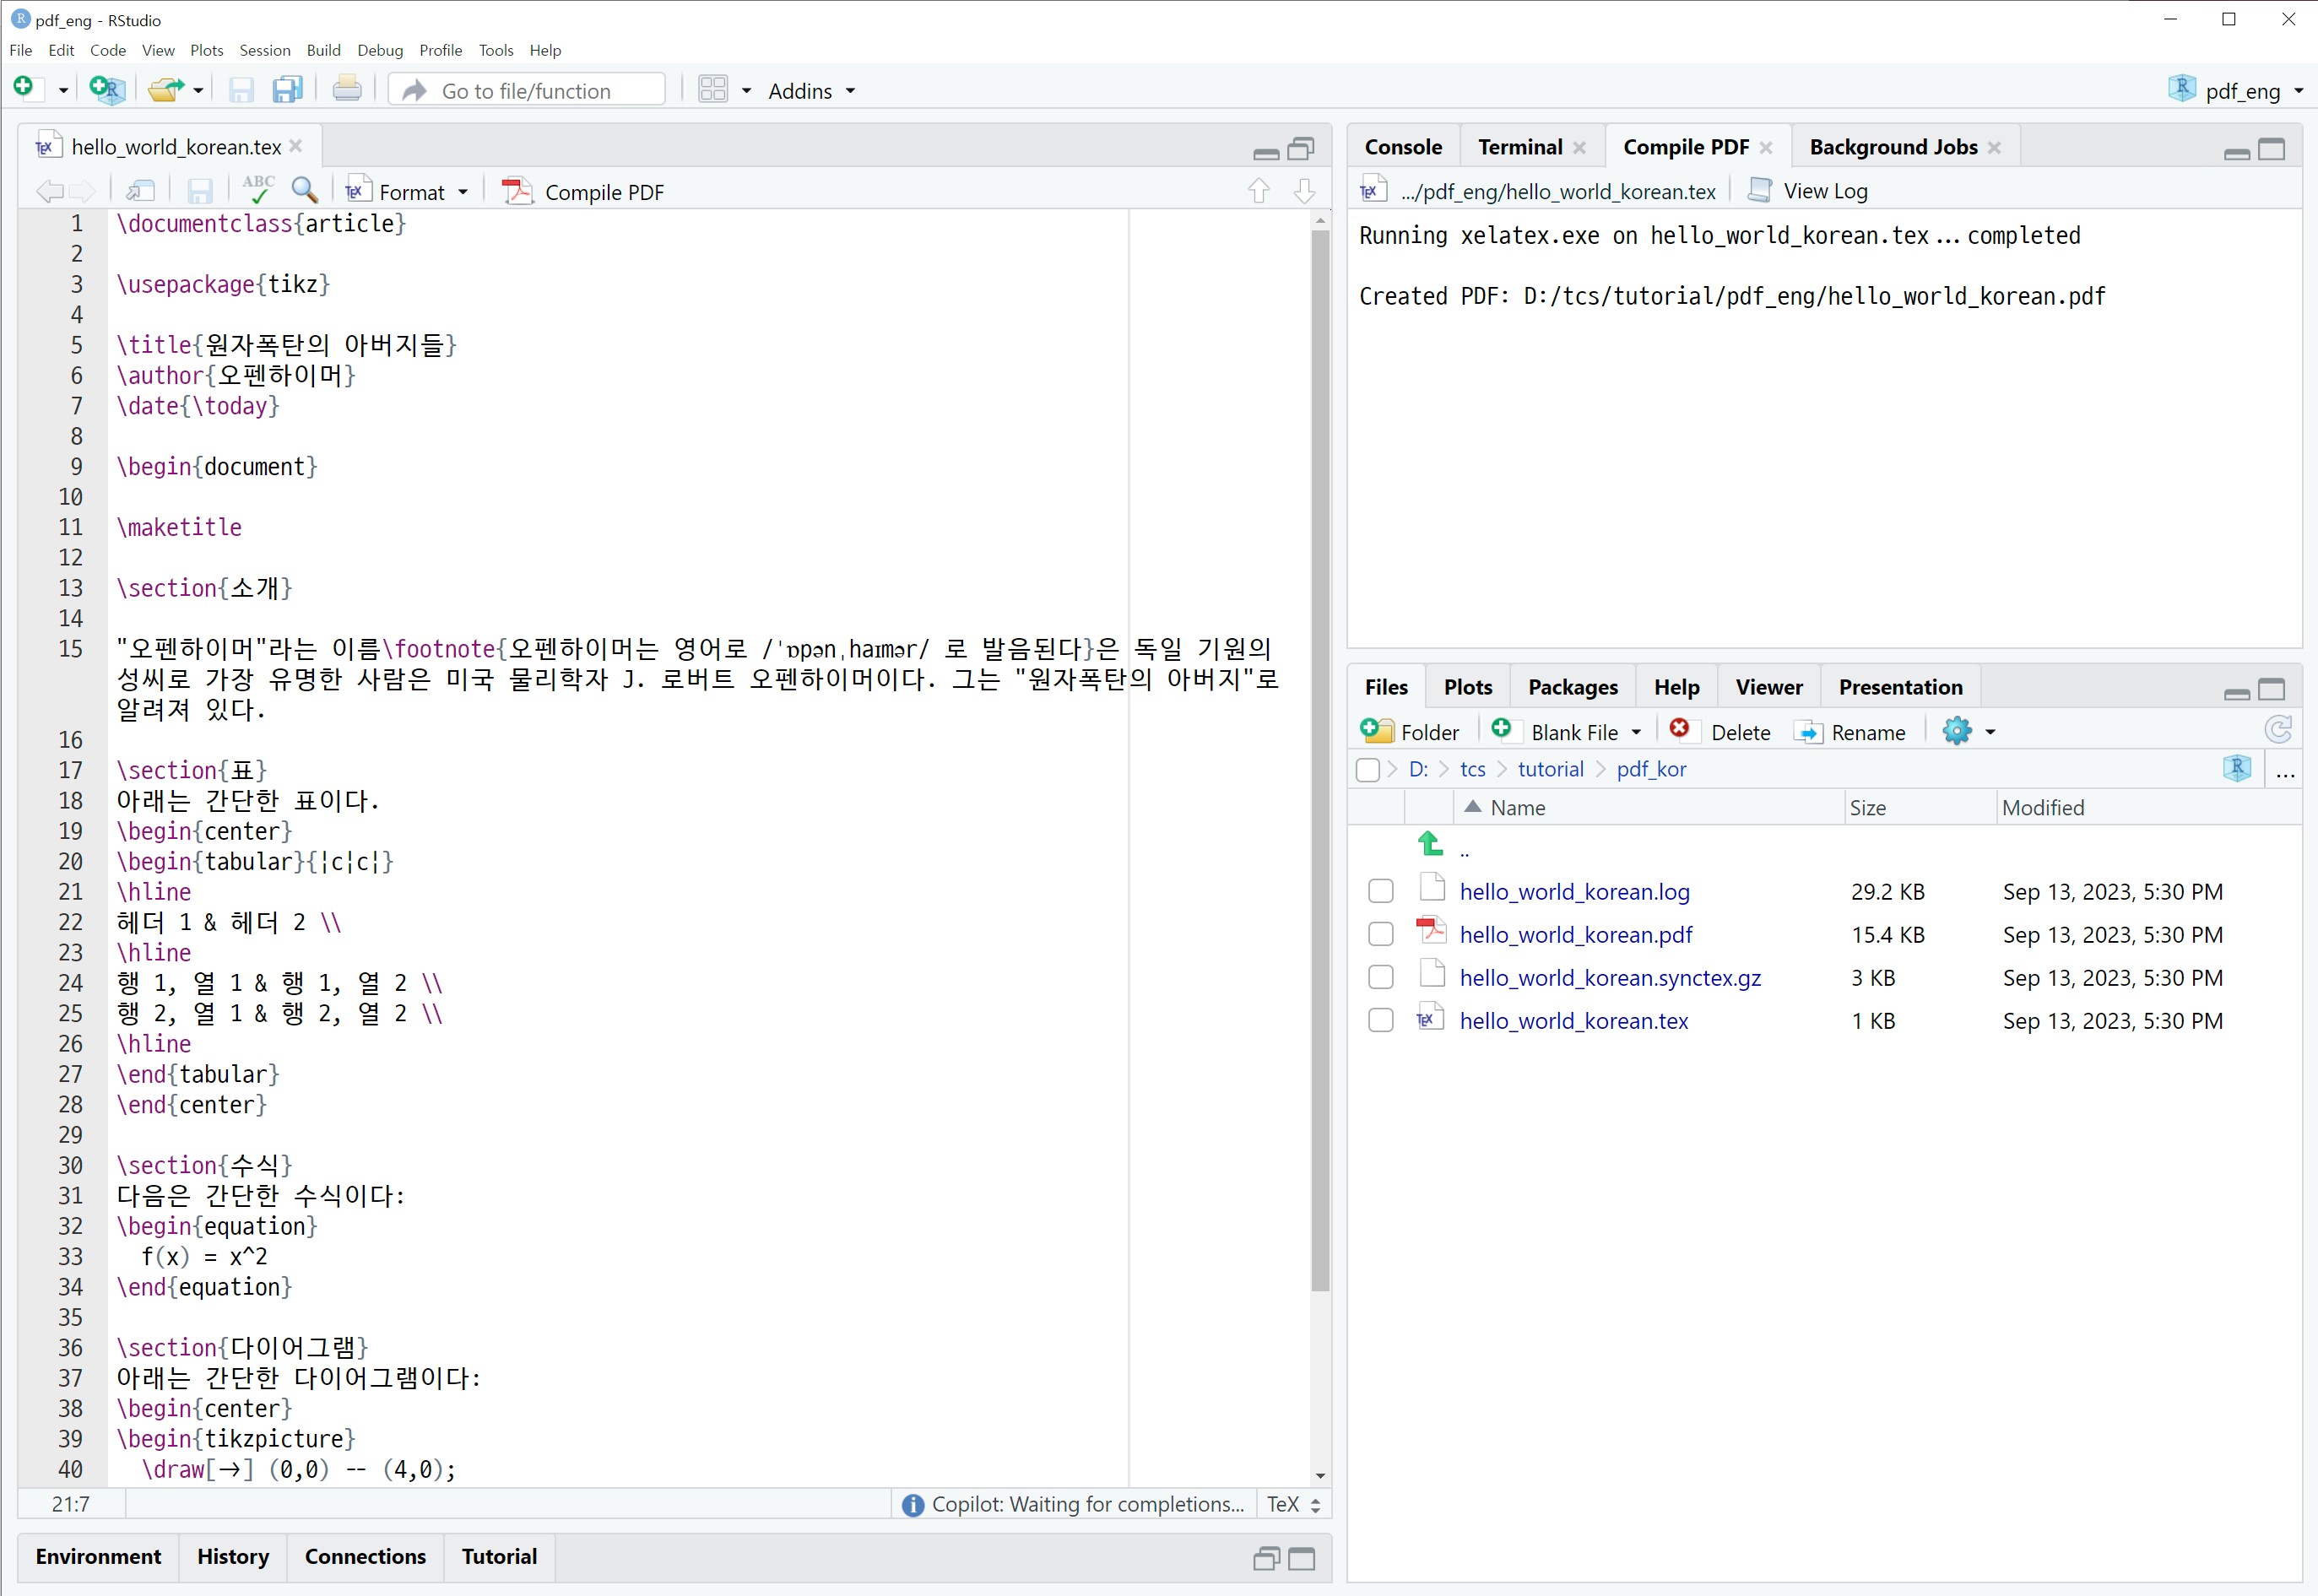 pdf_eng - RStudio
File Edit Code View Plots Session Build Debug Profile Tools Help
Go to file/function Addins pdf_eng
hello_world_korean.tex
ABC Format Compile PDF
1 \documentclass{article}
2
3 \usepackage{tikz}
4
5 \title{원자폭탄의 아버지들}
6 \author{오펜하이머}
7 \date{\today}
8
9 \begin{document}
10
11 \maketitle
12
13 \section{소개}
14
15 "오펜하이머"라는 이름\footnote{오펜하이머는 영어로 /ˈɒpənˌhaɪmər/ 로 발음된다}은 독일 기원의
성씨로 가장 유명한 사람은 미국 물리학자 J. 로버트 오펜하이머이다. 그는 "원자폭탄의 아버지"로
알려져 있다.
16
17 \section{표}
18 아래는 간단한 표이다.
19 \begin{center}
20 \begin{tabular}{|c|c|}
21 \hline
22 헤더 1 & 헤더 2 \\
23 \hline
24 행 1, 열 1 & 행 1, 열 2 \\
25 행 2, 열 1 & 행 2, 열 2 \\
26 \hline
27 \end{tabular}
28 \end{center}
29
30 \section{수식}
31 다음은 간단한 수식이다:
32 \begin{equation}
33 f(x) = x^2
34 \end{equation}
35
36 \section{다이어그램}
37 아래는 간단한 다이어그램이다:
38 \begin{center}
39 \begin{tikzpicture}
40 \draw[→] (0,0) -- (4,0);
21:7 Copilot: Waiting for completions... TeX
Environment History Connections Tutorial
Console Terminal Compile PDF Background Jobs
.../pdf_eng/hello_world_korean.tex View Log
Running xelatex.exe on hello_world_korean.tex...completed
Created PDF: D:/tcs/tutorial/pdf_eng/hello_world_korean.pdf
Files Plots Packages Help Viewer Presentation
Folder Blank File Delete Rename
D: tcs tutorial pdf_kor ...
Name Size Modified
..
hello_world_korean.log 29.2 KB Sep 13, 2023, 5:30 PM
hello_world_korean.pdf 15.4 KB Sep 13, 2023, 5:30 PM
hello_world_korean.synctex.gz 3 KB Sep 13, 2023, 5:30 PM
hello_world_korean.tex 1 KB Sep 13, 2023, 5:30 PM